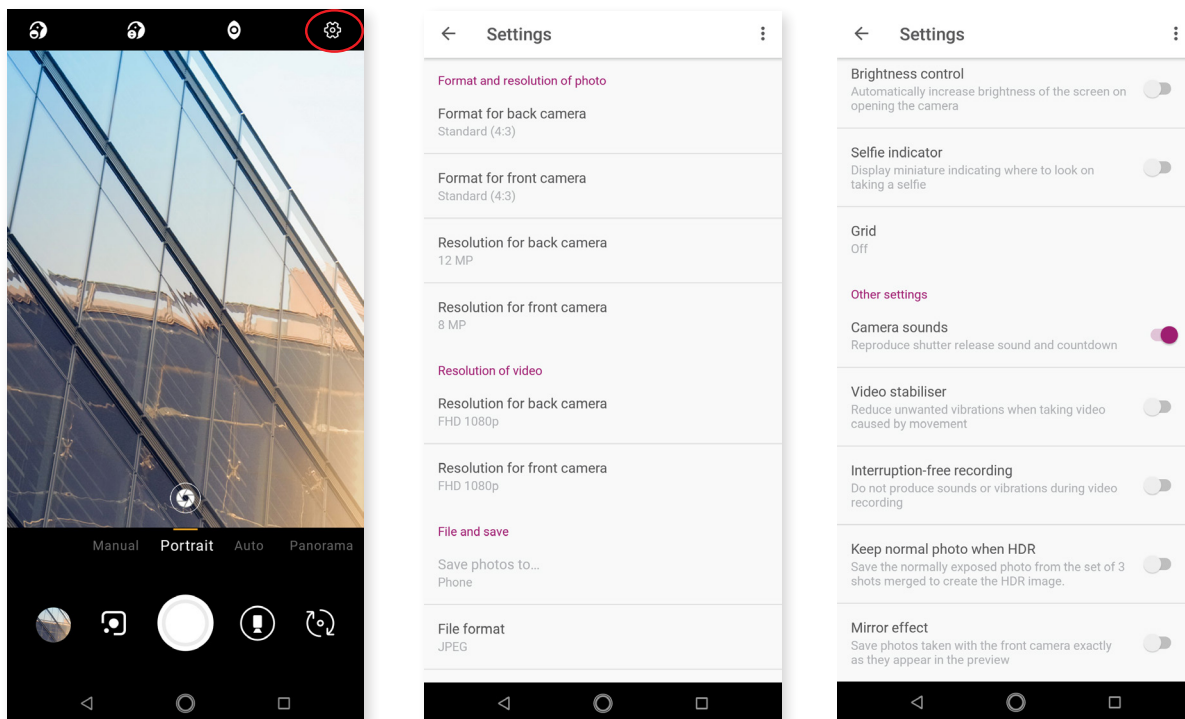 Manual Portrait Auto Panorama
Settings
Format and resolution of photo
Format for back camera
Standard (4:3)
Format for front camera
Standard (4:3)
Resolution for back camera
12 MP
Resolution for front camera
8 MP
Resolution of video
Resolution for back camera
FHD 1080p
Resolution for front camera
FHD 1080p
File and save
Save photos to...
Phone
File format
JPEG
Settings
Brightness control
Automatically increase brightness of the screen on
opening the camera
Selfie indicator
Display miniature indicating where to look on
taking a selfie
Grid
Off
Other settings
Camera sounds
Reproduce shutter release sound and countdown
Video stabiliser
Reduce unwanted vibrations when taking video
caused by movement
Interruption-free recording
Do not produce sounds or vibrations during video
recording
Keep normal photo when HDR
Save the normally exposed photo from the set of 3
shots merged to create the HDR image.
Mirror effect
Save photos taken with the front camera exactly
as they appear in the preview